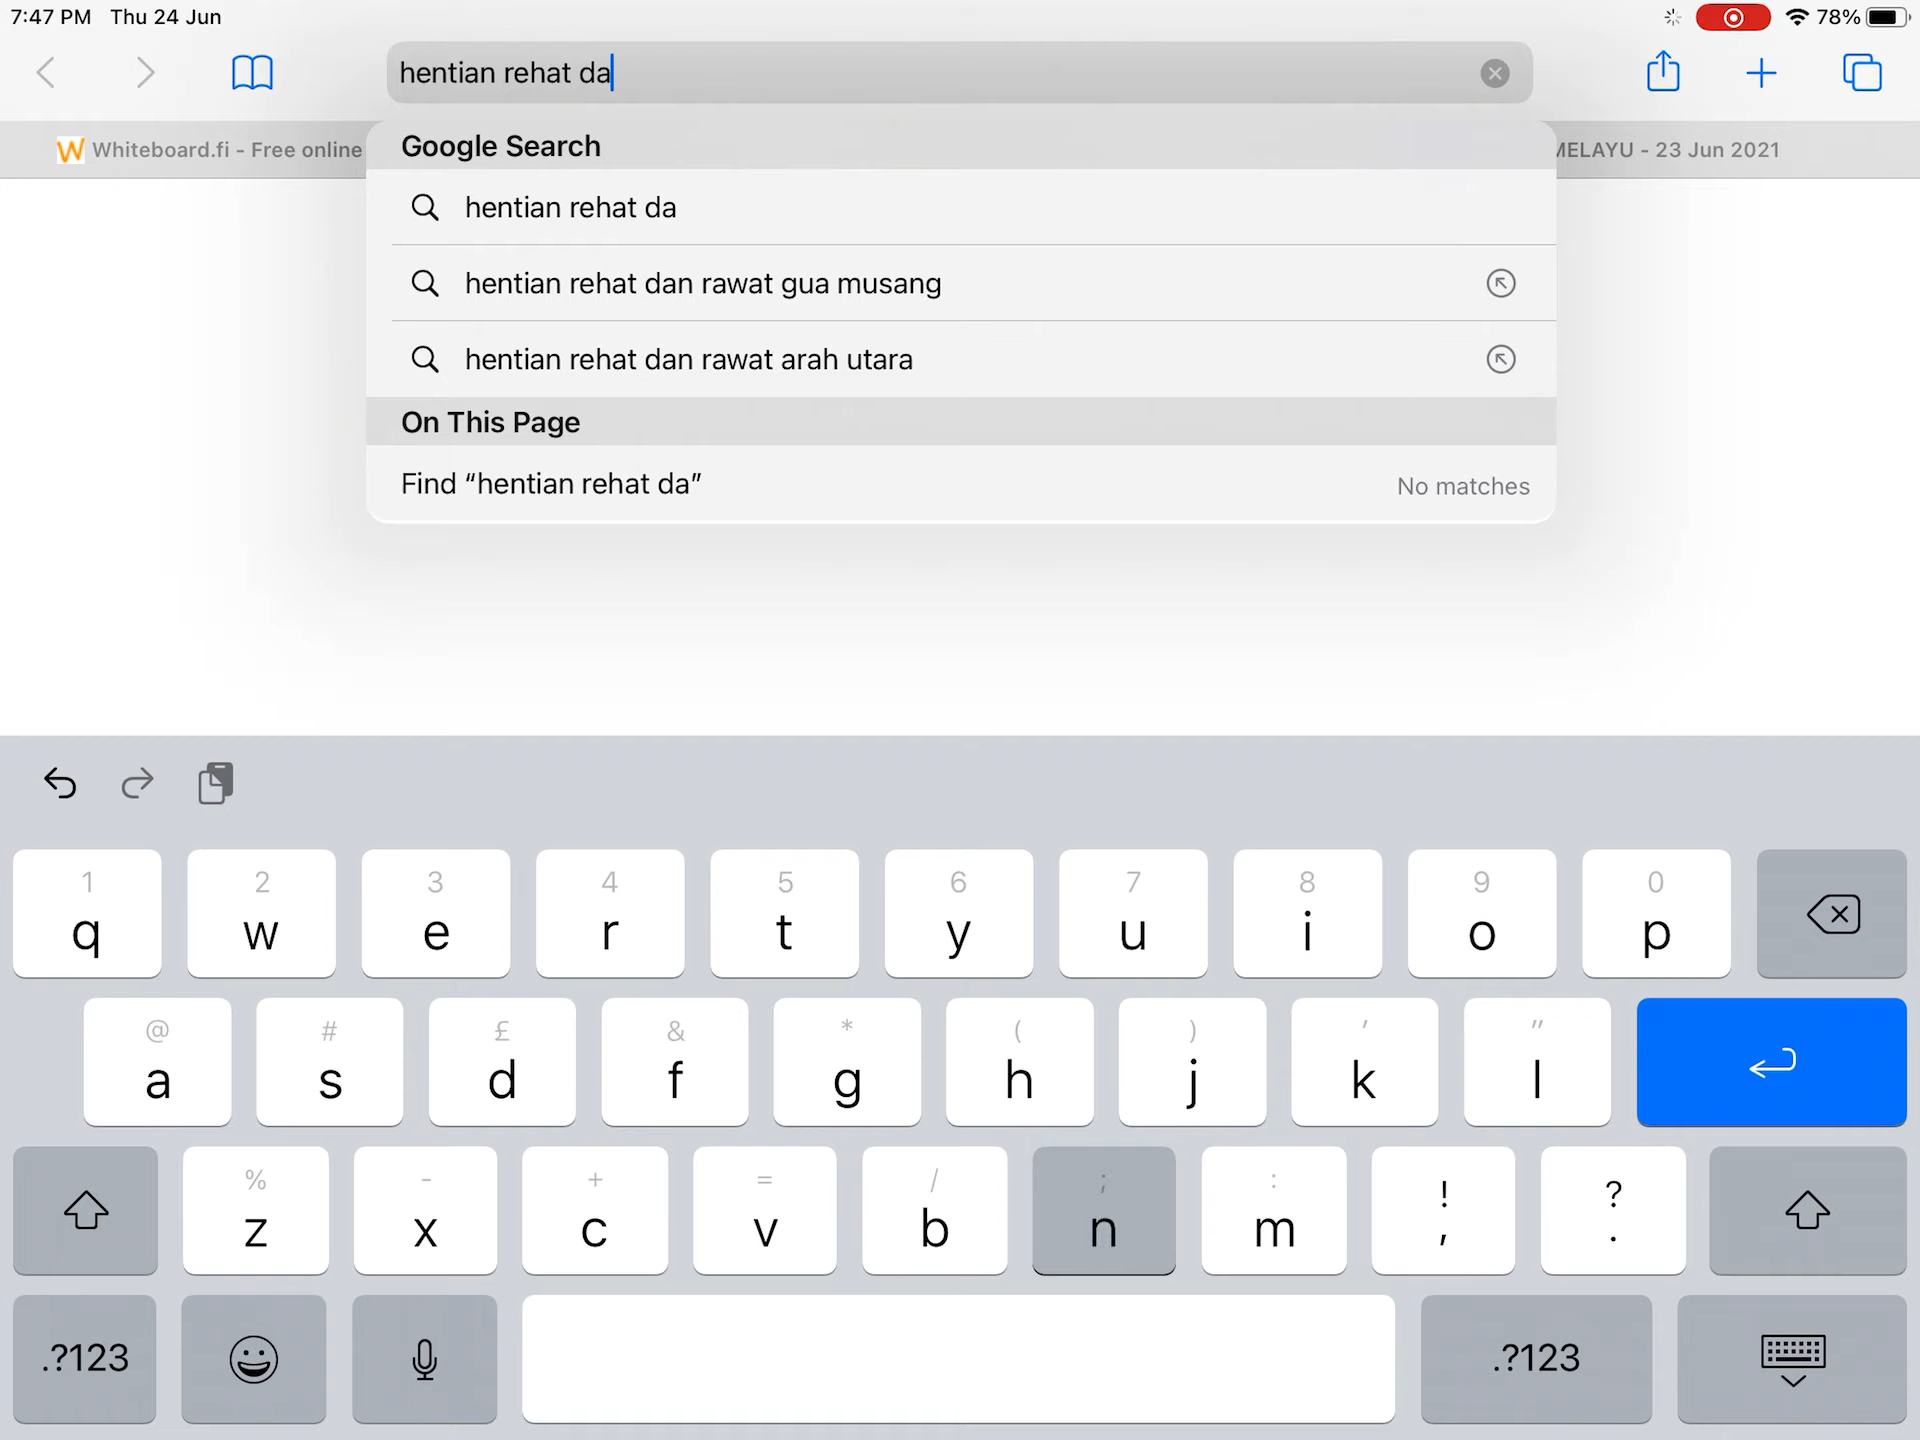 7:47 PM Thu 24 Jun 78%
hentian rehat da
Whiteboard.fi - Free online
MELAYU - 23 Jun 2021
Google Search
hentian rehat da
hentian rehat dan rawat gua musang
hentian rehat dan rawat arah utara
On This Page
Find “hentian rehat da” No matches
1 2 3 4 5 6 7 8 9 0
q w e r t y u i o p
@ # £ & * ( ) ' "
a s d f g h j k l
% - + = / ; : ! ?
z x c v b n m , .
.?123 .?123